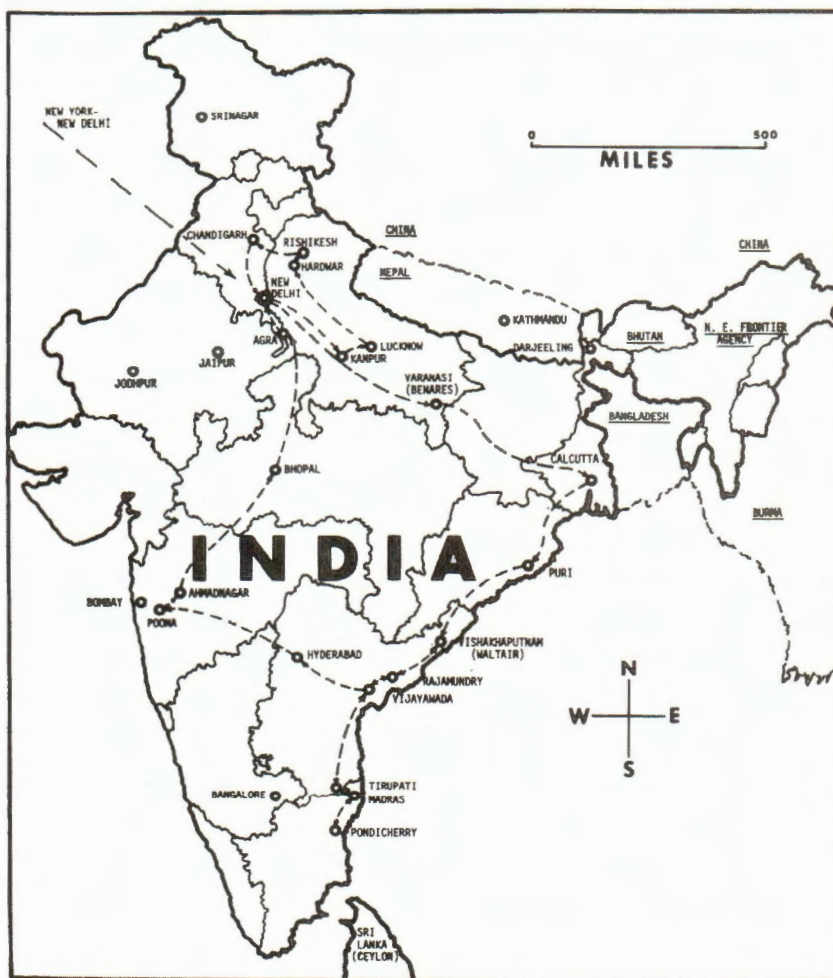 NEW YORK-
NEW DELHI
SRINAGAR
0 500
MILES
CHANDIGARH
RISHIKESH
HARDWAR
CHINA
NEPAL
CHINA
NEW
DELHI
KATHMANDU
BHUTAN
N. E. FRONTIER
AGENCY
AGRA
LUCKNOW
KANPUR
DARJEELING
JAIPUR
JODHPUR
VARANASI
(BENARES)
BANGLADESH
BHOPAL
CALCUTTA
BURMA
INDIA
PURI
AHMADNAGAR
BOMBAY
POONA
HYDERABAD
VISHAKHAPUTNAM
(WALTAIR)
RAJAMUNDRY
VIJAYAWADA
N
W E
S
TIRUPATI
BANGALORE
MADRAS
PONDICHERRY
SRI
LANKA
(CEYLON)